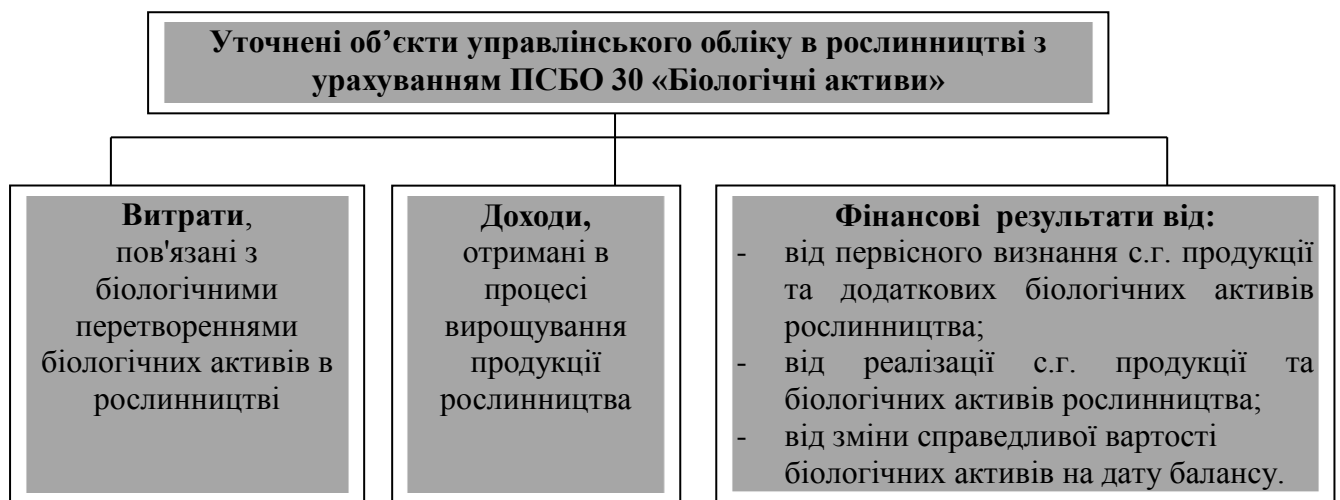 Уточнені об’єкти управлінського обліку в рослинництві з
урахуванням ПСБО 30 «Біологічні активи»
Витрати,
пов'язані з
біологічними
перетвореннями
біологічних активів в
рослинництві
Доходи,
отримані в
процесі
вирощування
продукції
рослинництва
Фінансові результати від:
- від первісного визнання с.г. продукції
та додаткових біологічних активів
рослинництва;
- від реалізації с.г. продукції та
біологічних активів рослинництва;
- від зміни справедливої вартості
біологічних активів на дату балансу.